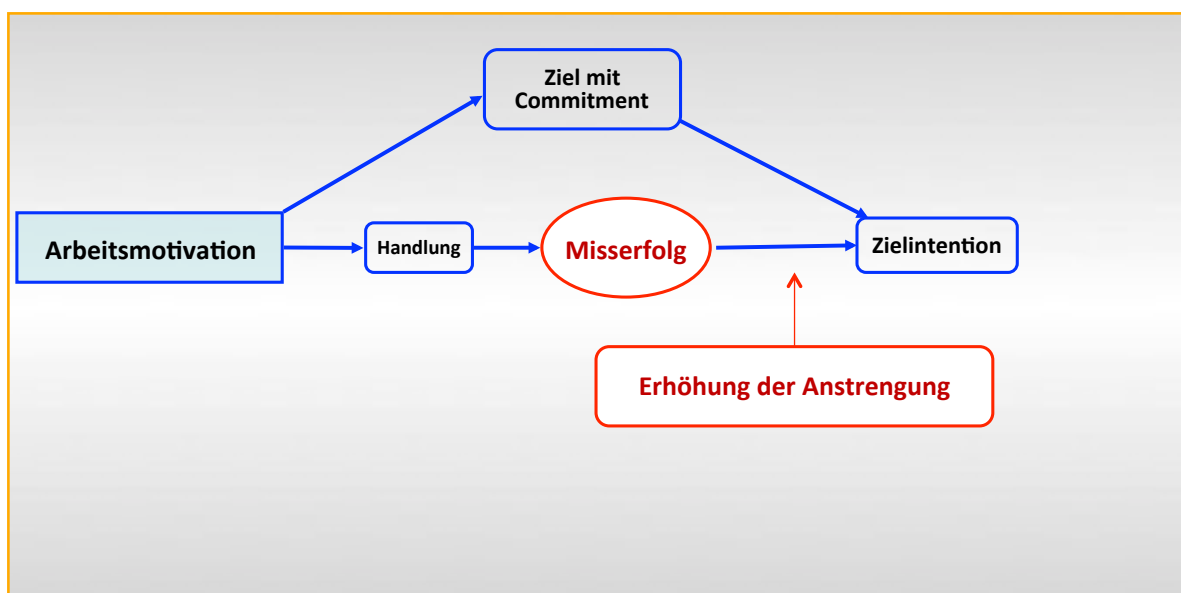 Ziel mit
Commitment
Arbeitsmotivation
Handlung
Misserfolg
Zielintention
Erhöhung der Anstrengung